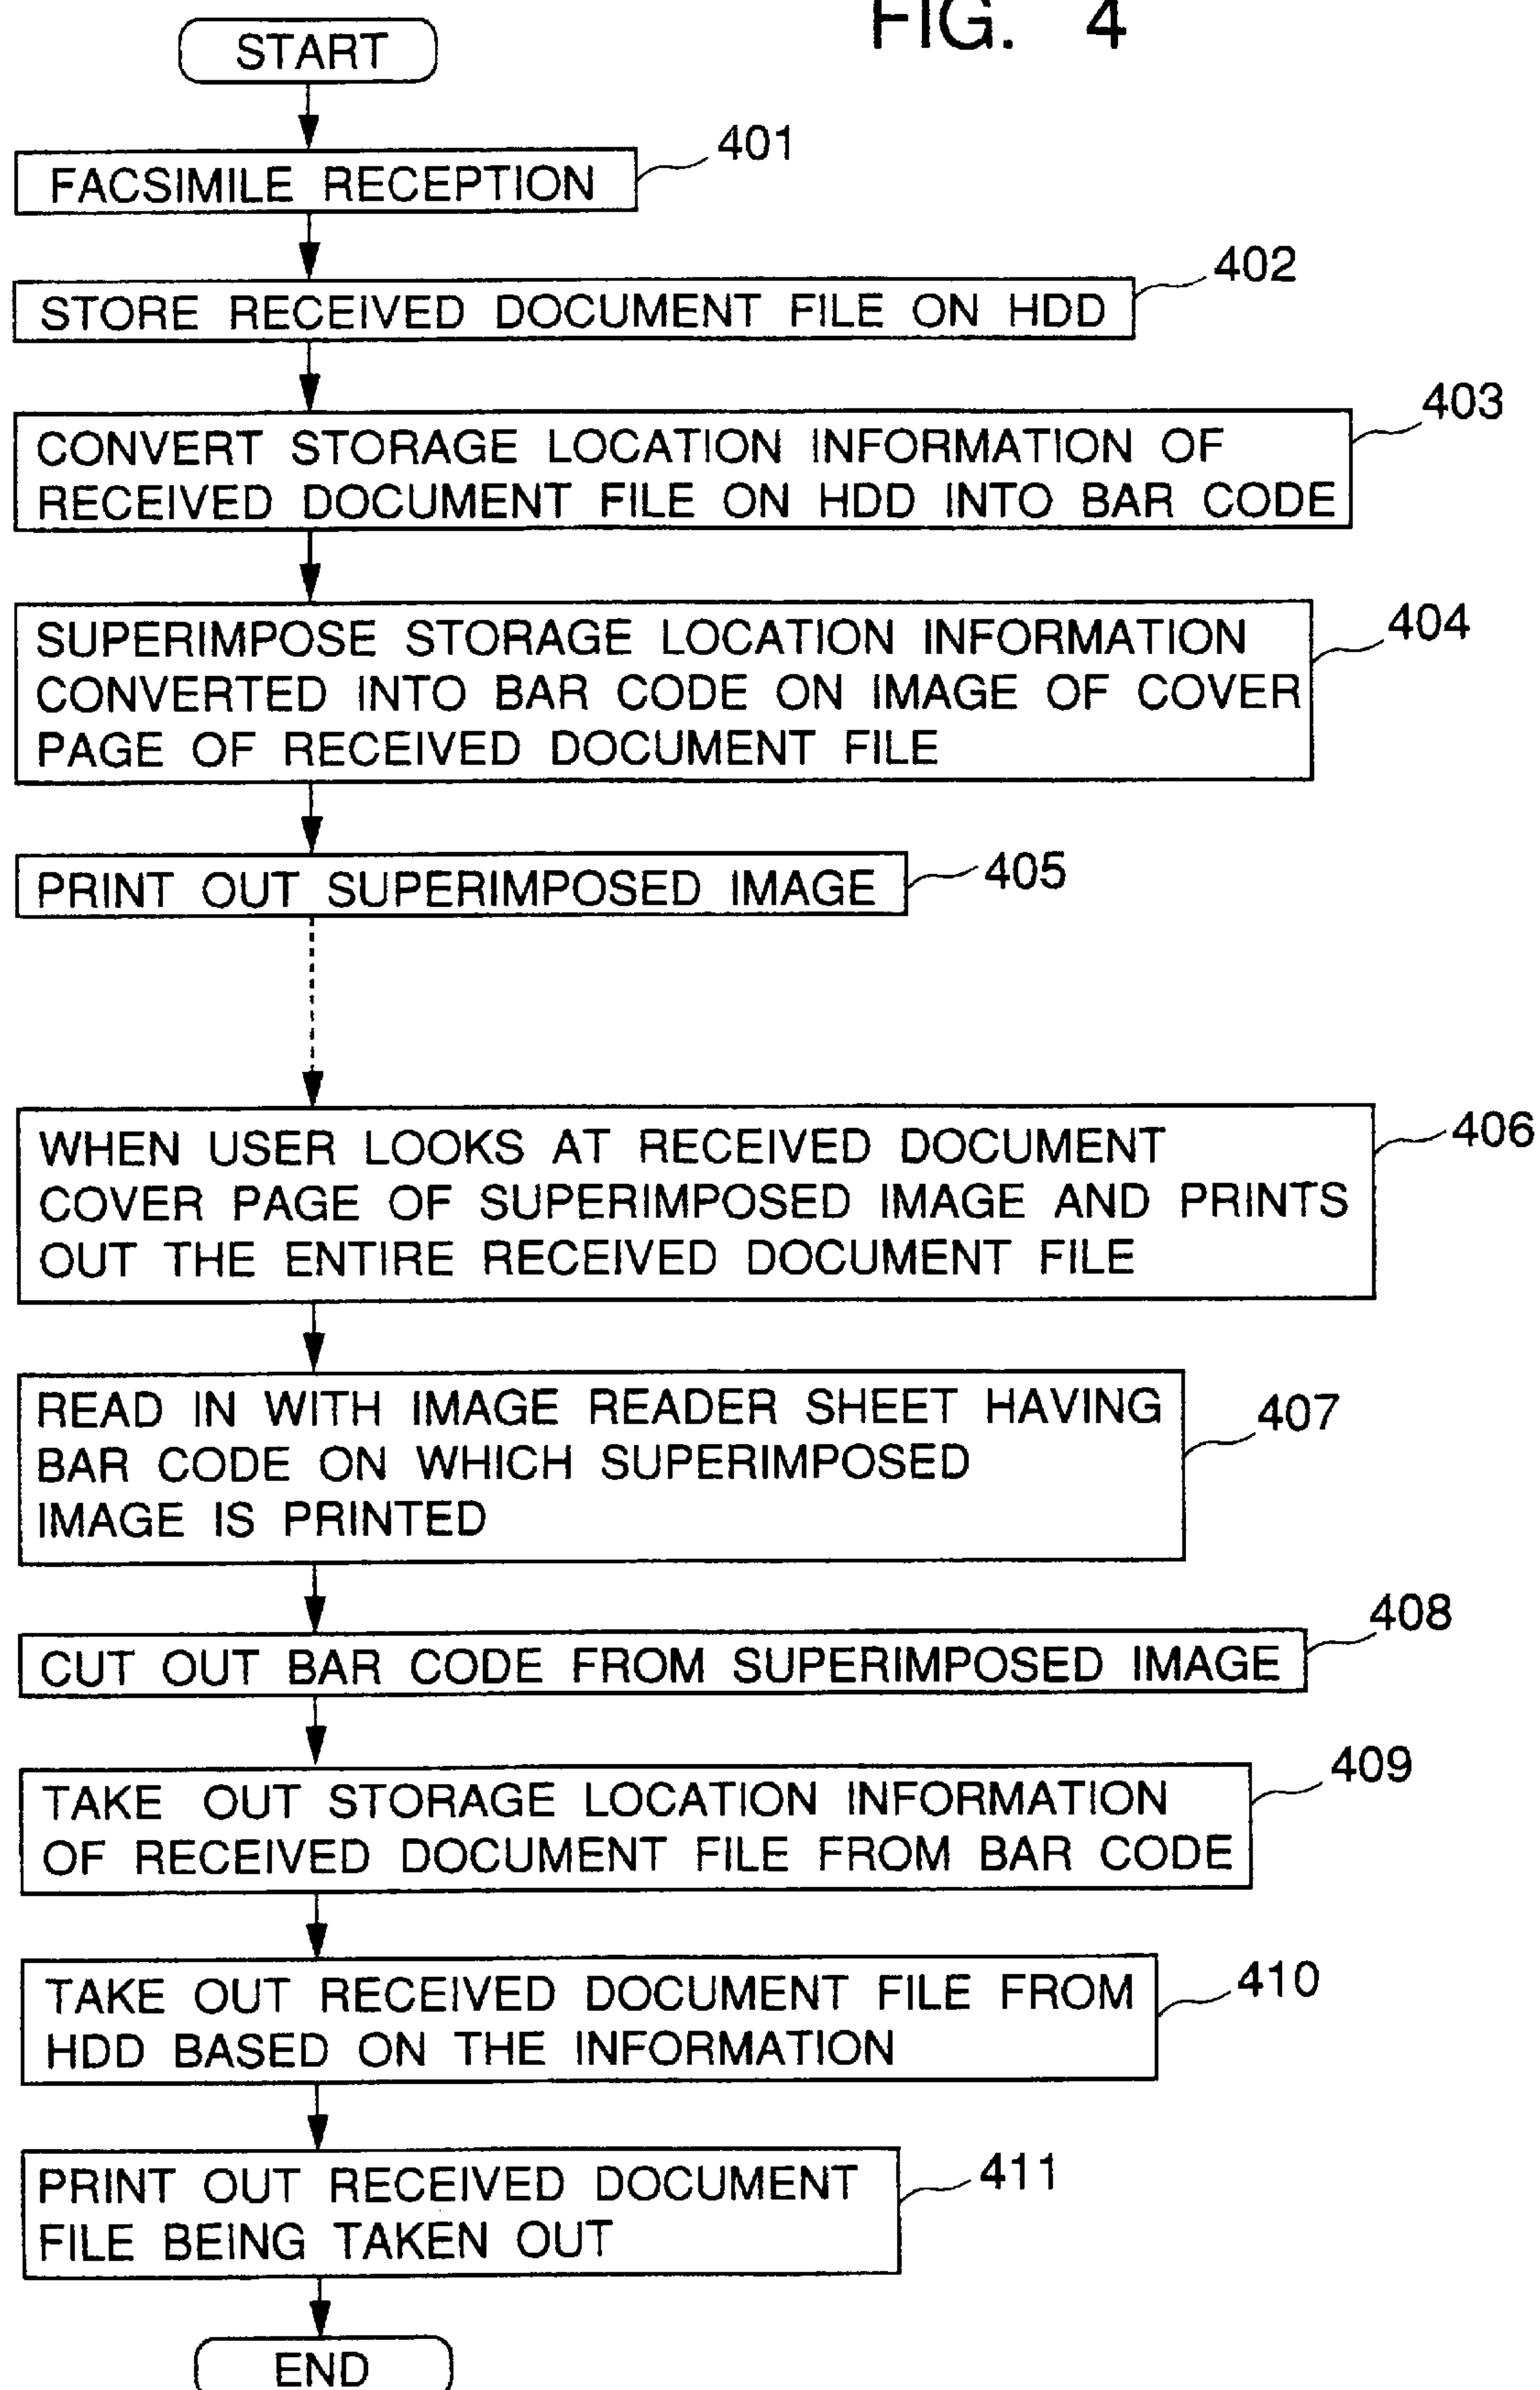 FIG. 4
START
401
FACSIMILE RECEPTION
402
STORE RECEIVED DOCUMENT FILE ON HDD
403
CONVERT STORAGE LOCATION INFORMATION OF
RECEIVED DOCUMENT FILE ON HDD INTO BAR CODE
404
SUPERIMPOSE STORAGE LOCATION INFORMATION
CONVERTED INTO BAR CODE ON IMAGE OF COVER
PAGE OF RECEIVED DOCUMENT FILE
405
PRINT OUT SUPERIMPOSED IMAGE
406
WHEN USER LOOKS AT RECEIVED DOCUMENT
COVER PAGE OF SUPERIMPOSED IMAGE AND PRINTS
OUT THE ENTIRE RECEIVED DOCUMENT FILE
407
READ IN WITH IMAGE READER SHEET HAVING
BAR CODE ON WHICH SUPERIMPOSED
IMAGE IS PRINTED
408
CUT OUT BAR CODE FROM SUPERIMPOSED IMAGE
409
TAKE OUT STORAGE LOCATION INFORMATION
OF RECEIVED DOCUMENT FILE FROM BAR CODE
410
TAKE OUT RECEIVED DOCUMENT FILE FROM
HDD BASED ON THE INFORMATION
411
PRINT OUT RECEIVED DOCUMENT
FILE BEING TAKEN OUT
END